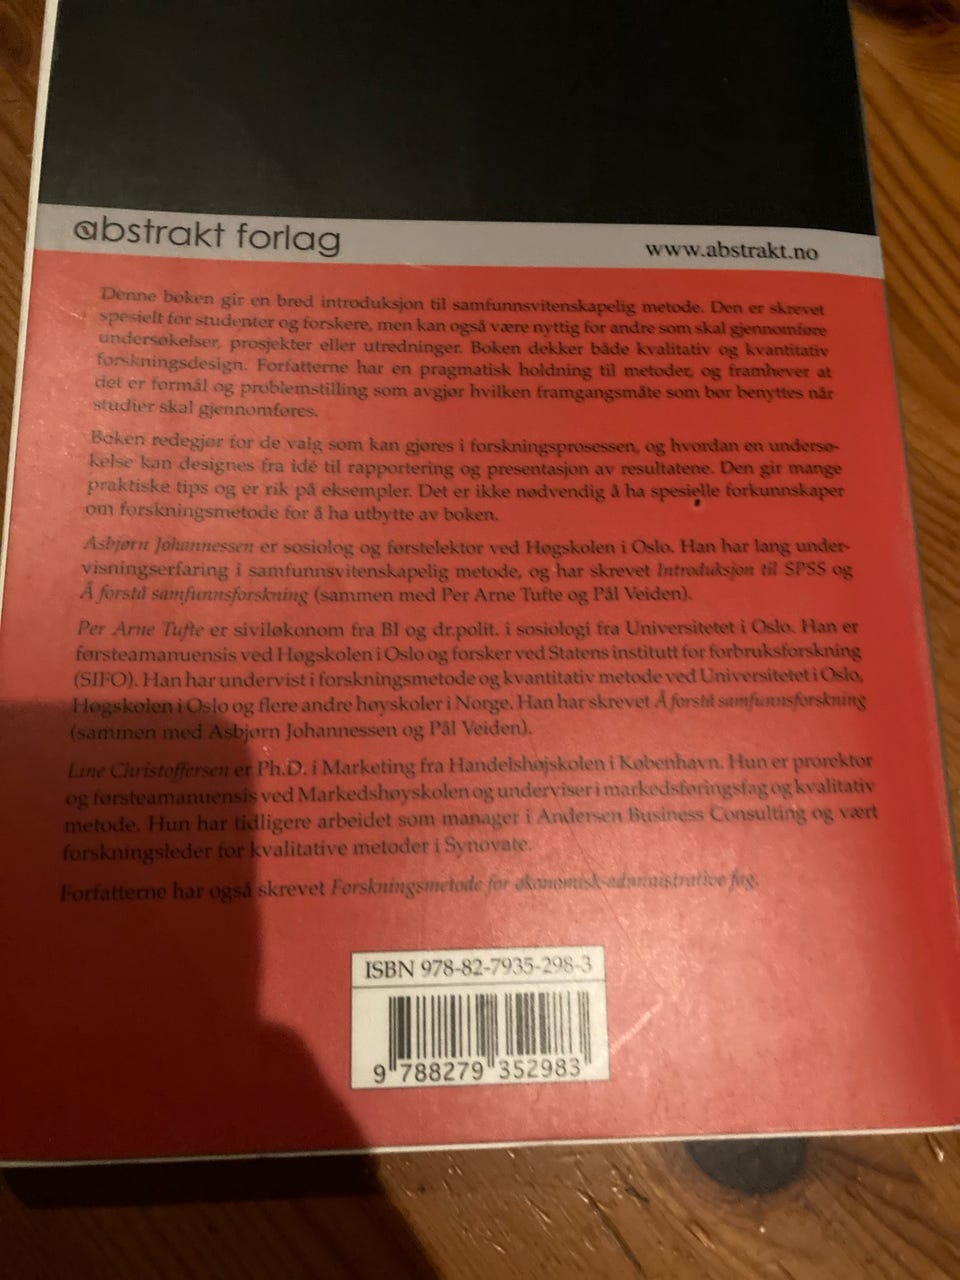 abstrakt forlag
www.abstrakt.no
Denne boken gir en bred introduksjon til samfunnsvitenskapelig metode. Den er skrevet
spesielt for studenter og forskere, men kan også være nyttig for andre som skal gjennomføre
undersøkelser, prosjekter eller utredninger. Boken dekker både kvalitativ og kvantitativ
forskningsdesign. Forfatterne har en pragmatisk holdning til metoder, og framhever at
det er formål og problemstilling som avgjør hvilken framgangsmåte som bør benyttes når
studier skal gjennomføres.
Boken redegjør for de valg som kan gjøres i forskningsprosessen, og hvordan en undersø-
kelse kan designes fra idé til rapportering og presentasjon av resultatene. Den gir mange
praktiske tips og er rik på eksempler. Det er ikke nødvendig å ha spesielle forkunnskaper
om forskningsmetode for å ha utbytte av boken.
Asbjørn Johannessen er sosiolog og førstelektor ved Høgskolen i Oslo. Han har lang under-
visningserfaring i samfunnsvitenskapelig metode, og har skrevet Introduksjon til SPSS og
Å forstå samfunnsforskning (sammen med Per Arne Tufte og Pål Veiden).
Per Arne Tufte er siviløkonom fra BI og dr.polit. i sosiologi fra Universitetet i Oslo. Han er
førsteamanuensis ved Høgskolen i Oslo og forsker ved Statens institutt for forbruksforskning
(SIFO). Han har undervist i forskningsmetode og kvantitativ metode ved Universitetet i Oslo,
Høgskolen i Oslo og flere andre høyskoler i Norge. Han har skrevet Å forstå samfunnsforskning
(sammen med Asbjørn Johannessen og Pål Veiden).
Line Christoffersen er Ph.D. i Marketing fra Handelshøjskolen i København. Hun er prorektor
og førsteamanuensis ved Markedshøyskolen og underviser i markedsføringsfag og kvalitativ
metode. Hun har tidligere arbeidet som manager i Andersen Business Consulting og vært
forskningsleder for kvalitative metoder i Synovate.
Forfatterne har også skrevet Forskningsmetode for økonomisk-administrative fag.
ISBN 978-82-7935-298-3
9 788279 352983